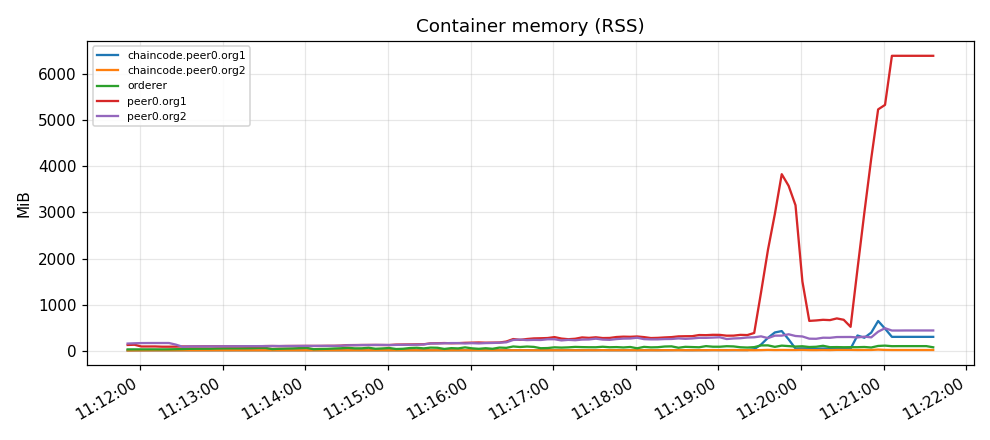 Container memory (RSS)
chaincode.peer0.org1
chaincode.peer0.org2
orderer
peer0.org1
peer0.org2
MiB
6000
5000
4000
3000
2000
1000
0
11:12:00
11:13:00
11:14:00
11:15:00
11:16:00
11:17:00
11:18:00
11:19:00
11:20:00
11:21:00
11:22:00